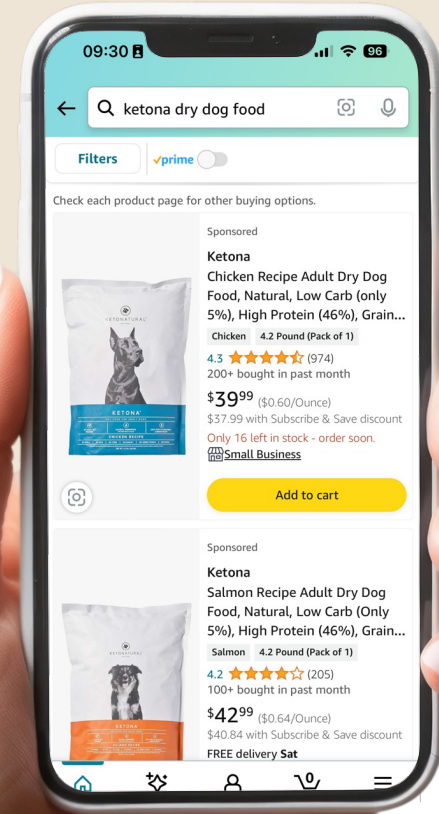 09:30
96
ketona dry dog food
Filters
prime
Check each product page for other buying options.
Sponsored
Ketona
Chicken Recipe Adult Dry Dog
Food, Natural, Low Carb (only
5%), High Protein (46%), Grain...
Chicken 4.2 Pound (Pack of 1)
4.3 (974)
200+ bought in past month
$39⁹⁹ ($0.60/Ounce)
$37.99 with Subscribe & Save discount
Only 16 left in stock - order soon.
Small Business
Add to cart
KETONATURAL
KETONA
CHICKEN RECIPE
Sponsored
Ketona
Salmon Recipe Adult Dry Dog
Food, Natural, Low Carb (Only
5%), High Protein (46%), Grain...
Salmon 4.2 Pound (Pack of 1)
4.2 (205)
100+ bought in past month
$42⁹⁹ ($0.64/Ounce)
$40.84 with Subscribe & Save discount
FREE delivery Sat
KETONATURAL
KETONA
SALMON RECIPE
0